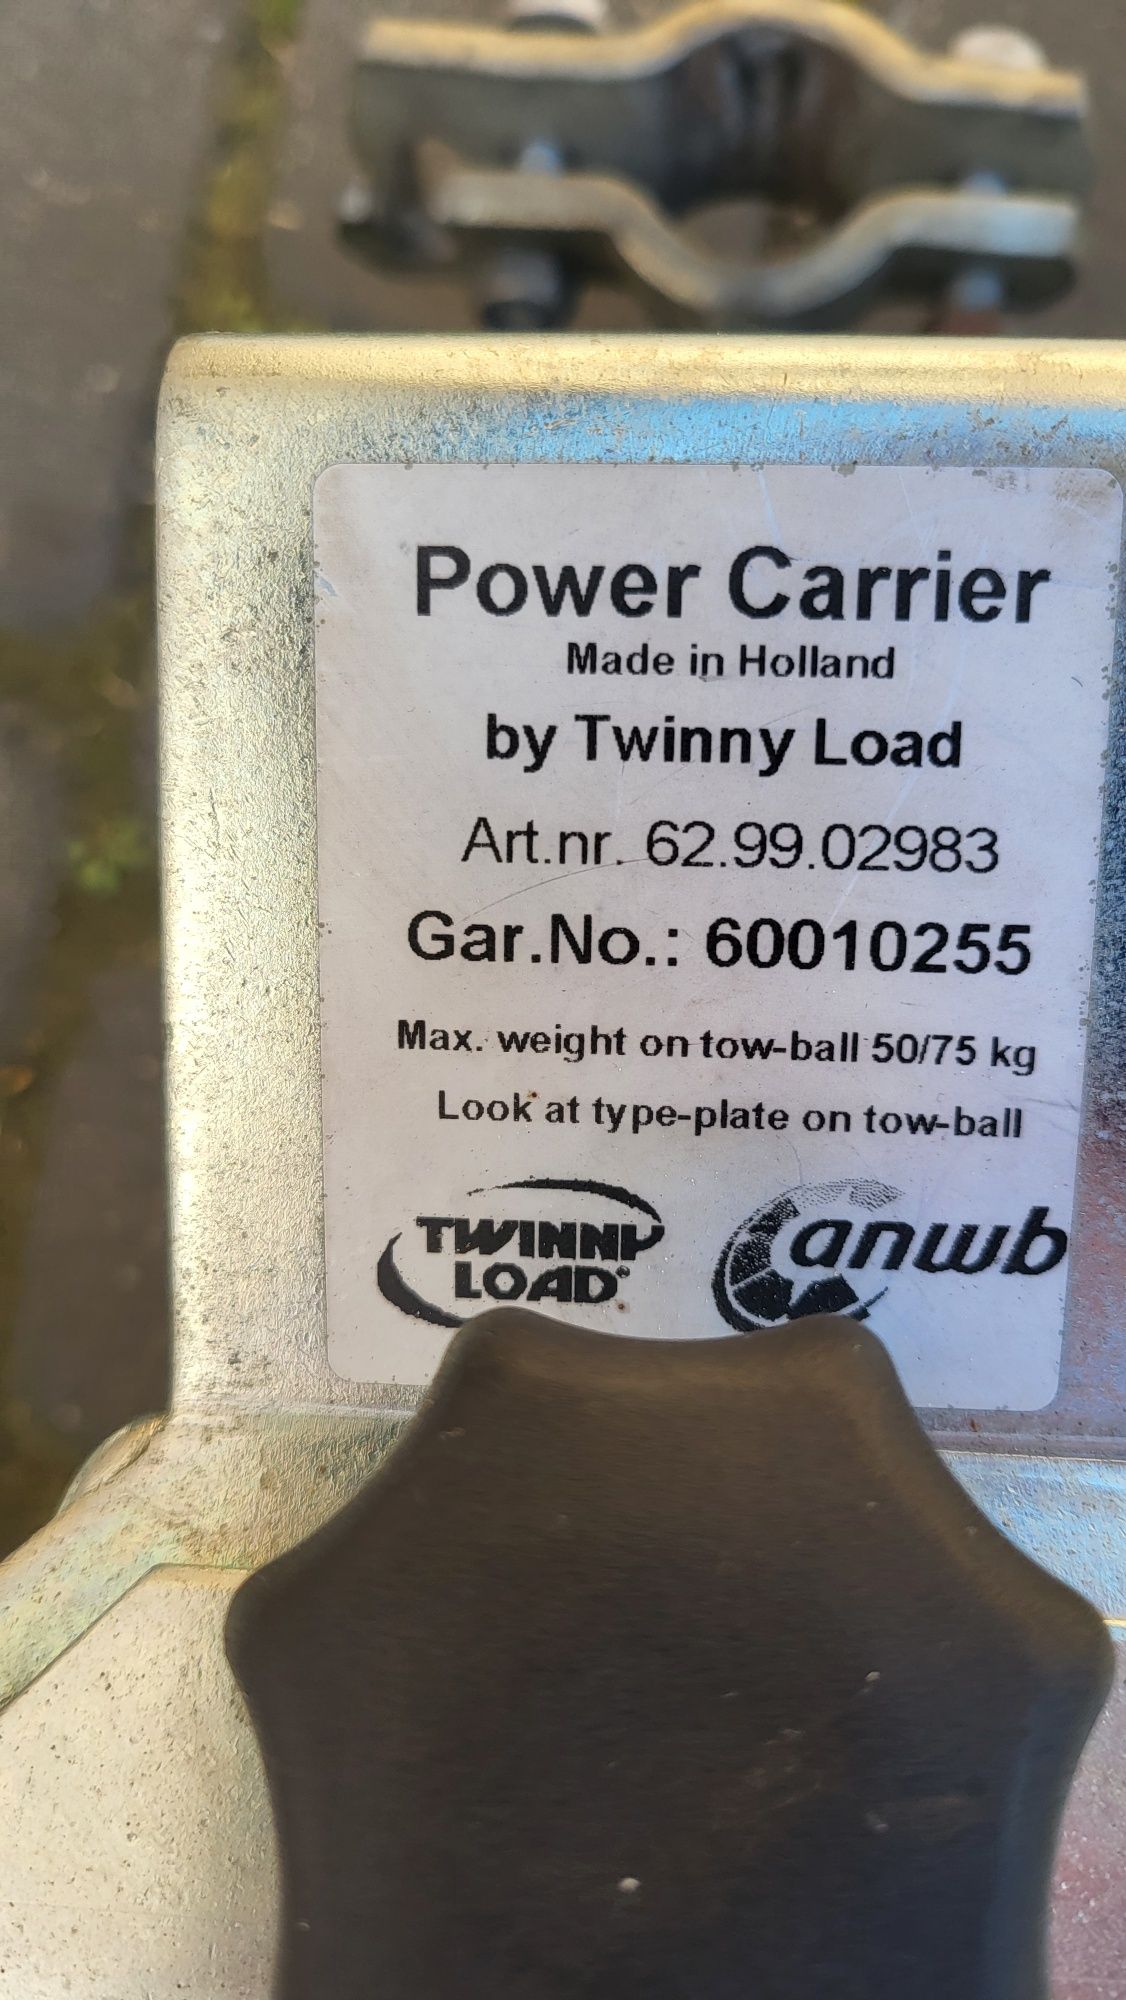 Power Carrier
Made in Holland
by Twinny Load
Art.nr. 62.99.02983
Gar.No.: 60010255
Max. weight on tow-ball 50/75 kg
Look at type-plate on tow-ball
TWINNY
LOAD®
anwb